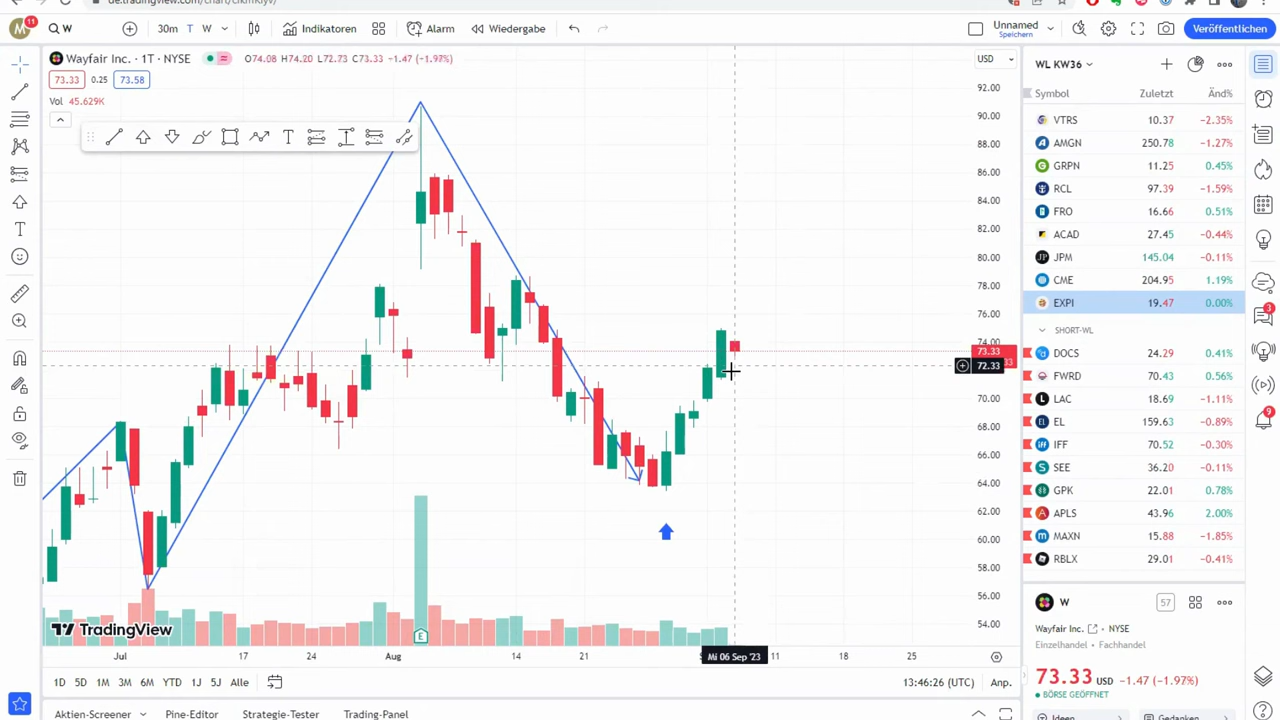 de.tradingview.com/chart/clkmkiyv/
M
11
W
30m T W
Indikatoren
Alarm
Wiedergabe
Unnamed
Speichern
Veröffentlichen
Wayfair Inc. · 1T · NYSE
O74.08 H74.20 L72.73 C73.33 −1.47 (−1.97%)
73.33 0.25 73.58
Vol 45.629K
USD
92.00
90.00
88.00
86.00
84.00
82.00
80.00
78.00
76.00
74.00
73.33
72.33
70.00
68.00
66.00
64.00
62.00
60.00
58.00
56.00
54.00
E
TradingView
Jul 17 24 Aug 14 21 Mi 06 Sep '23 11 18 25
1D 5D 1M 3M 6M YTD 1J 5J Alle
13:46:26 (UTC) Anp.
Aktien-Screener Pine-Editor Strategie-Tester Trading-Panel
WL KW36
Symbol Zuletzt Änd%
VTRS 10.37 −2.35%
AMGN 250.78 −1.27%
GRPN 11.25 0.45%
RCL 97.39 −1.59%
FRO 16.66 0.51%
ACAD 27.45 −0.44%
JPM 145.04 −0.11%
CME 204.95 1.19%
EXPI 19.47 0.00%
SHORT-WL
DOCS 24.29 0.41%
FWRD 70.43 0.56%
LAC 18.69 −1.11%
EL 159.63 −0.89%
IFF 70.52 −0.30%
SEE 36.20 −0.11%
GPK 22.01 0.78%
APLS 43.96 2.00%
MAXN 15.88 −1.85%
RBLX 29.01 −0.41%
W
57
Wayfair Inc. · NYSE
Einzelhandel · Fachhandel
73.33 USD −1.47 (−1.97%)
BÖRSE GEÖFFNET
Ideen
Gedanken
3
9